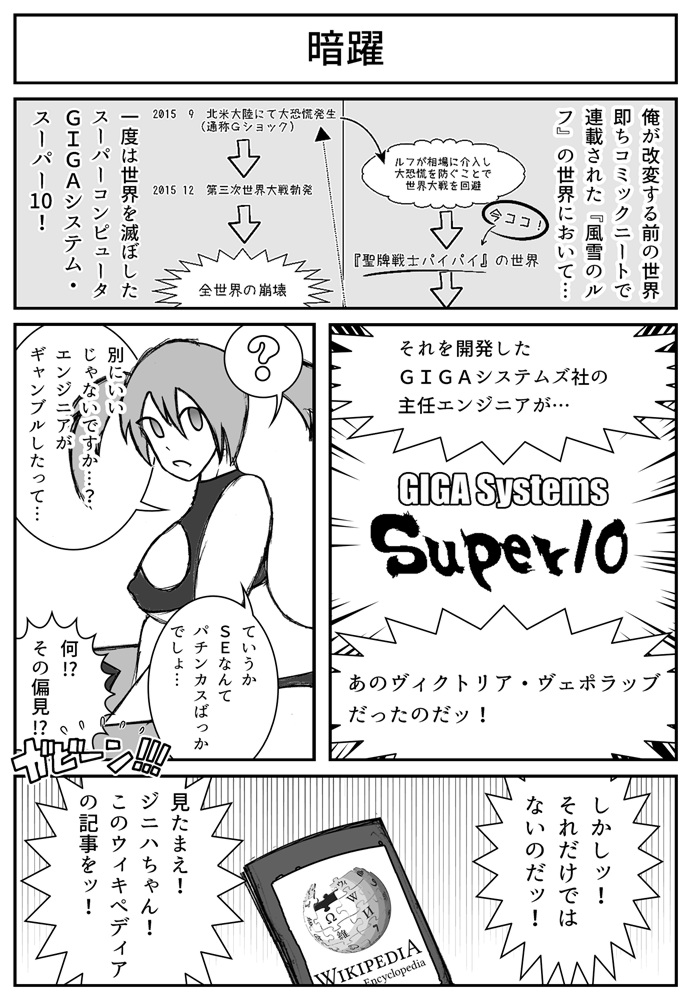 暗躍
俺が改変する前の世界
即ちコミックニートで
連載された『風雪のル
フ』の世界において…
ルフが相場に介入し
大恐慌を防ぐことで
世界大戦を回避
今ココ！
『聖牌戦士パイパイ』の世界
2015 9 北米大陸にて大恐慌発生
(通称Gショック)
2015 12 第三次世界大戦勃発
全世界の崩壊
一度は世界を滅ぼした
スーパーコンピュータ
GIGAシステム・
スーパー10！
それを開発した
GIGAシステムズ社の
主任エンジニアが…
GIGA Systems
Super10
あのヴィクトリア・ヴェポラッブ
だったのだッ！
？
別にいい
じゃないですか…？
エンジニアが
ギャンブルしたって…
ていうか
SEなんて
パチンカスばっか
でしょ…
何!?
その偏見!?
ガビーン!!!
しかしッ！
それだけでは
ないのだッ！
見たまえ！
ジニハちゃん！
このウィキペディア
の記事をッ！
Ω
W
И
維
WIKIPEDIA
Encyclopedia